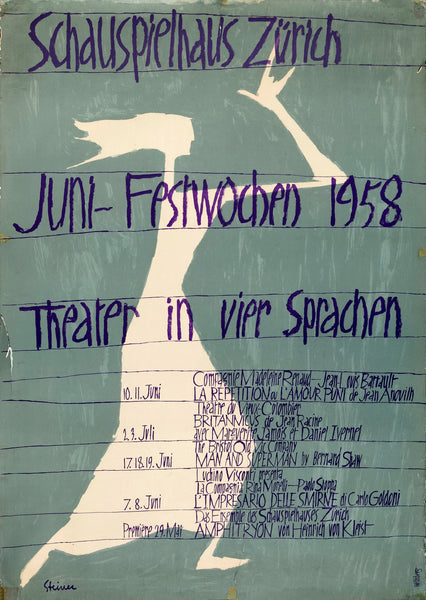 Schauspielhaus Zürich
Juni-Festwochen 1958
Theater in vier Sprachen
Compagnie Madeleine Renaud Jean-Louis Barrault
10. 11. Juni LA REPETITION ou L'AMOUR PUNI de Jean Anouilh
Théâtre du Vieux Colombier
BRITANNICUS de Jean Racine
2. 3. Juli avec Marguerite Jamois et Daniel Ivernel
The Bristol Old Vic Company
17. 18. 19. Juni MAN AND SUPERMAN by Bernard Shaw
Luchino Visconti presenta
La Compagnia Rina Morelli - Paolo Stoppa
7. 8. Juni L'IMPRESARIO DELLE SMIRNE di Carlo Goldoni
Das Ensemble des Schauspielhauses Zürich
Premiere 29. Mai AMPHITRYON von Heinrich von Kleist
Steiner